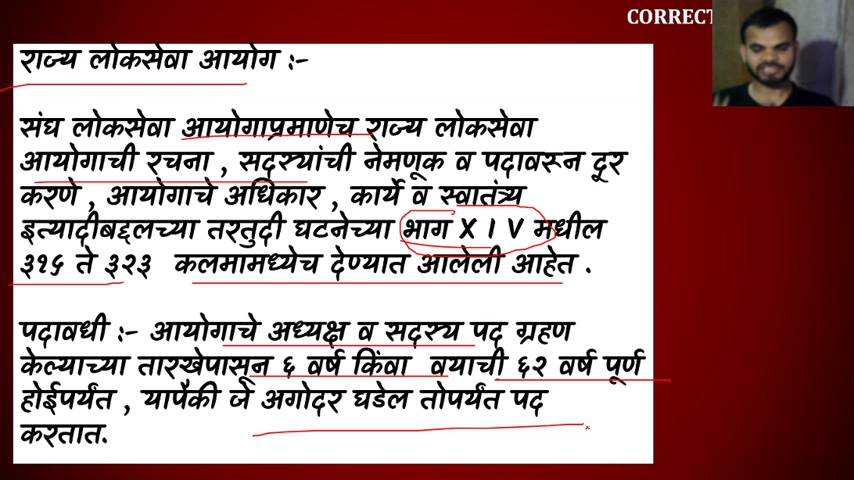 CORRECT
राज्य लोकसेवा आयोग :-
संघ लोकसेवा आयोगाप्रमाणेच राज्य लोकसेवा
आयोगाची रचना , सदस्यांची नेमणूक व पदावरून दूर
करणे , आयोगाचे अधिकार , कार्ये व स्वातंत्र्य
इत्यादीबद्दलच्या तरतुदी घटनेच्या भाग X I V मधील
३१५ ते ३२३ कलमामध्येच देण्यात आलेली आहेत .
पदावधी :- आयोगाचे अध्यक्ष व सदस्य पद ग्रहण
केल्याच्या तारखेपासून ६ वर्ष किंवा वयाची ६२ वर्ष पूर्ण
होईपर्यंत , यापैकी जे अगोदर घडेल तोपर्यंत पद
करतात.